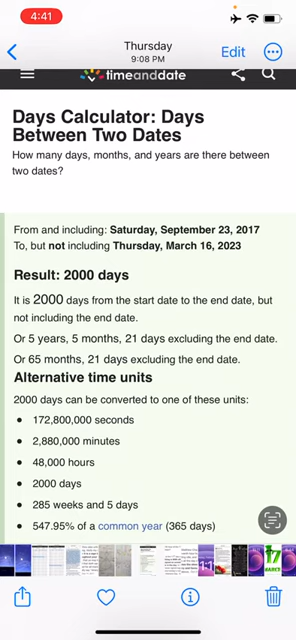 4:41
Thursday
9:08 PM
Edit
timeanddate
Days Calculator: Days
Between Two Dates
How many days, months, and years are there between
two dates?
From and including: Saturday, September 23, 2017
To, but not including Thursday, March 16, 2023
Result: 2000 days
It is 2000 days from the start date to the end date, but
not including the end date.
Or 5 years, 5 months, 21 days excluding the end date.
Or 65 months, 21 days excluding the end date.
Alternative time units
2000 days can be converted to one of these units:
• 172,800,000 seconds
• 2,880,000 minutes
• 48,000 hours
• 2000 days
• 285 weeks and 5 days
• 547.95% of a common year (365 days)
17